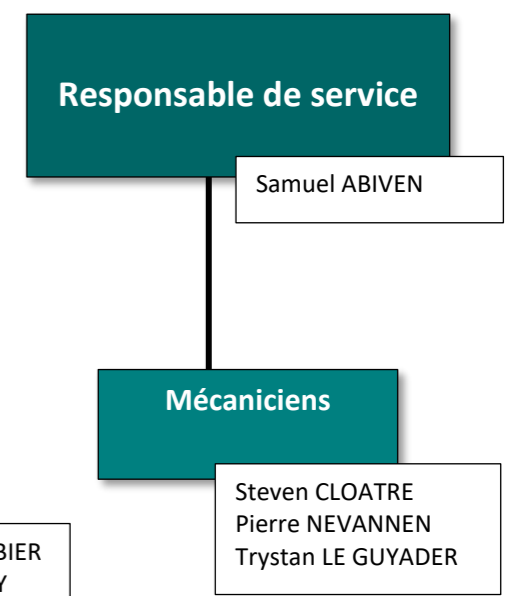 Responsable de service
Samuel ABIVEN
Mécaniciens
Steven CLOATRE
Pierre NEVANNEN
Trystan LE GUYADER